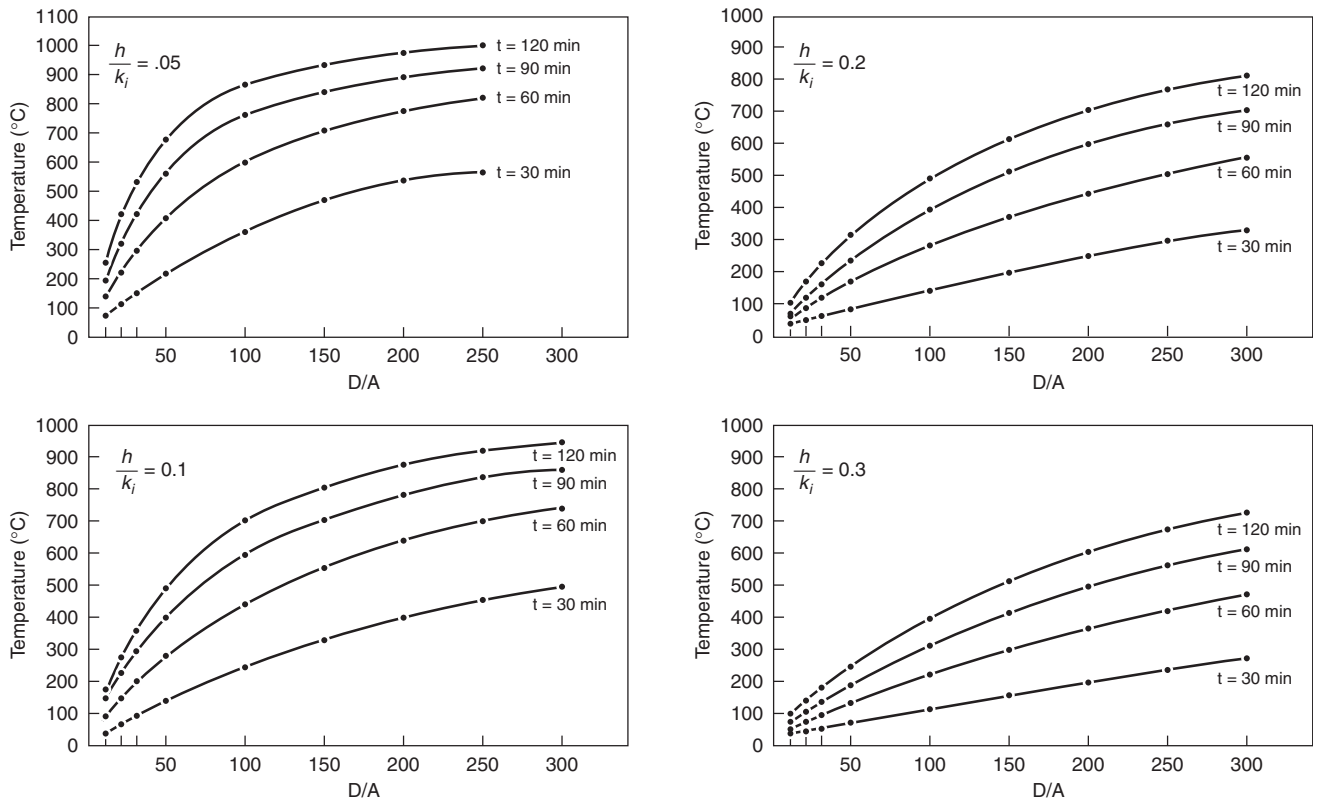 1100
1000
900
800
700
600
500
400
300
200
100
0
Temperature (°C)
h/k_i = .05
t = 120 min
t = 90 min
t = 60 min
t = 30 min
50 100 150 200 250 300
D/A
1000
900
800
700
600
500
400
300
200
100
0
Temperature (°C)
h/k_i = 0.2
t = 120 min
t = 90 min
t = 60 min
t = 30 min
50 100 150 200 250 300
D/A
1000
900
800
700
600
500
400
300
200
100
0
Temperature (°C)
h/k_i = 0.1
t = 120 min
t = 90 min
t = 60 min
t = 30 min
50 100 150 200 250 300
D/A
1000
900
800
700
600
500
400
300
200
100
0
Temperature (°C)
h/k_i = 0.3
t = 120 min
t = 90 min
t = 60 min
t = 30 min
50 100 150 200 250 300
D/A